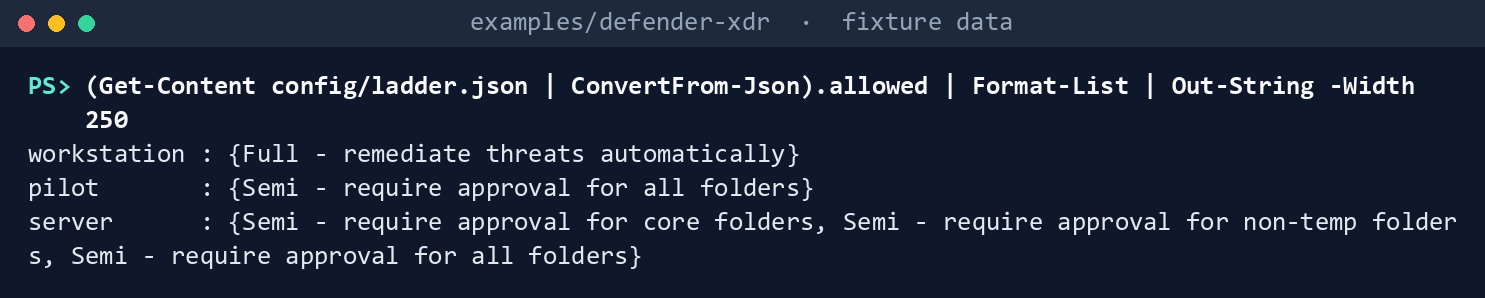 examples/defender-xdr · fixture data
PS> (Get-Content config/ladder.json | ConvertFrom-Json).allowed | Format-List | Out-String -Width
250
workstation : {Full - remediate threats automatically}
pilot       : {Semi - require approval for all folders}
server      : {Semi - require approval for core folders, Semi - require approval for non-temp folder
s, Semi - require approval for all folders}